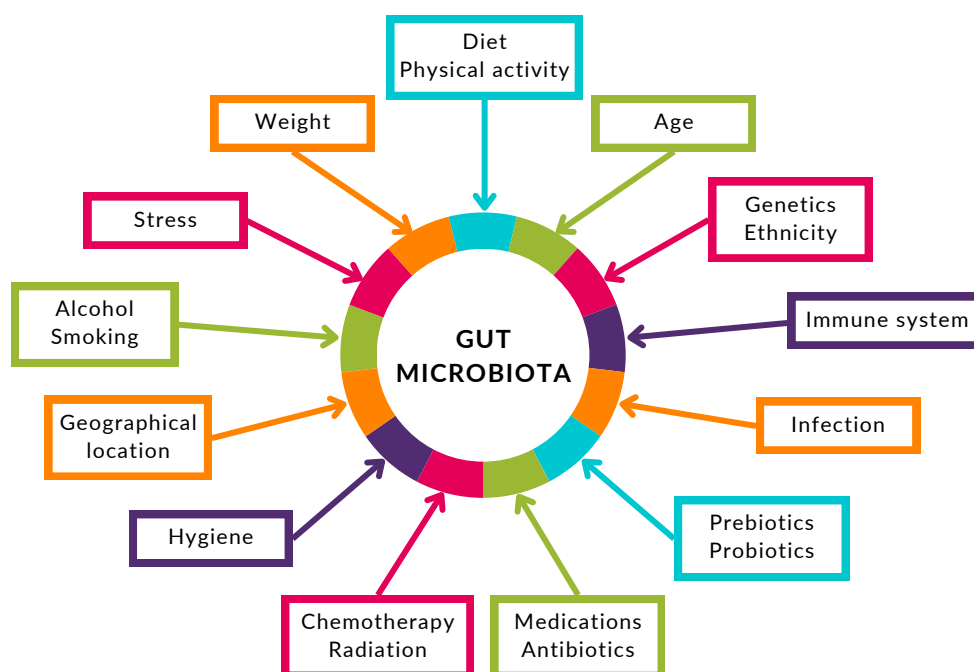 Diet
Physical activity
Weight
Age
Stress
Genetics
Ethnicity
Alcohol
Smoking
Immune system
GUT
MICROBIOTA
Geographical
location
Infection
Hygiene
Prebiotics
Probiotics
Chemotherapy
Radiation
Medications
Antibiotics